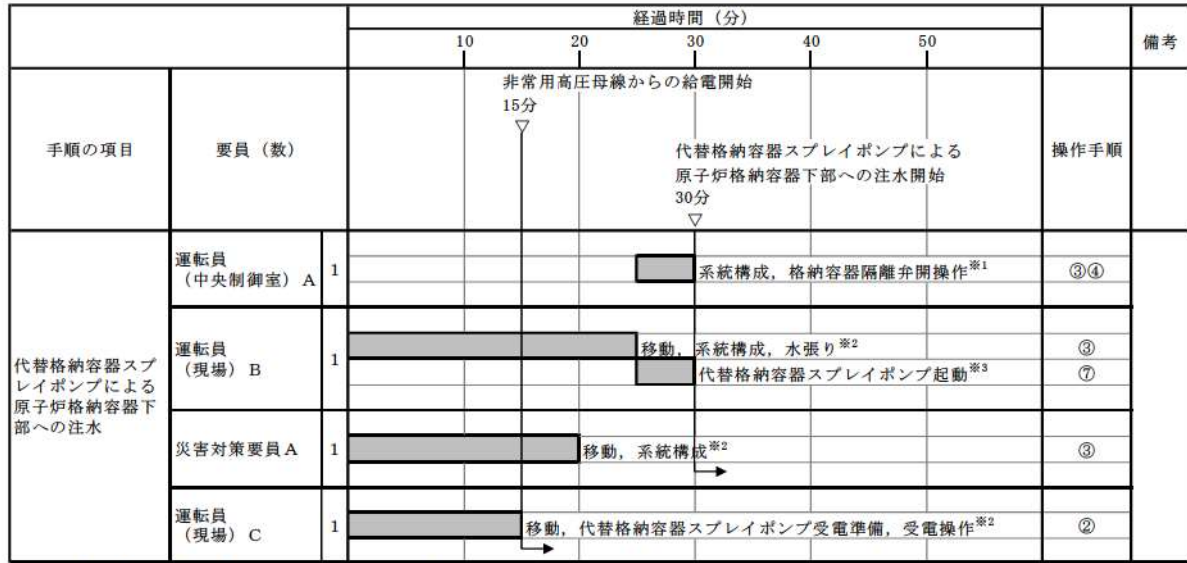 経過時間（分）
10 20 30 40 50
備考
手順の項目
要員（数）
操作手順
非常用高圧母線からの給電開始
15分
▽
代替格納容器スプレイポンプによる
原子炉格納容器下部への注水開始
30分
▽
代替格納容器スプ
レイポンプによる
原子炉格納容器下
部への注水
運転員
（中央制御室）A
1
系統構成，格納容器隔離弁開操作※1
③④
運転員
（現場）B
1
移動，系統構成，水張り※2
③
代替格納容器スプレイポンプ起動※3
⑦
災害対策要員A
1
移動，系統構成※2
③
運転員
（現場）C
1
移動，代替格納容器スプレイポンプ受電準備，受電操作※2
②